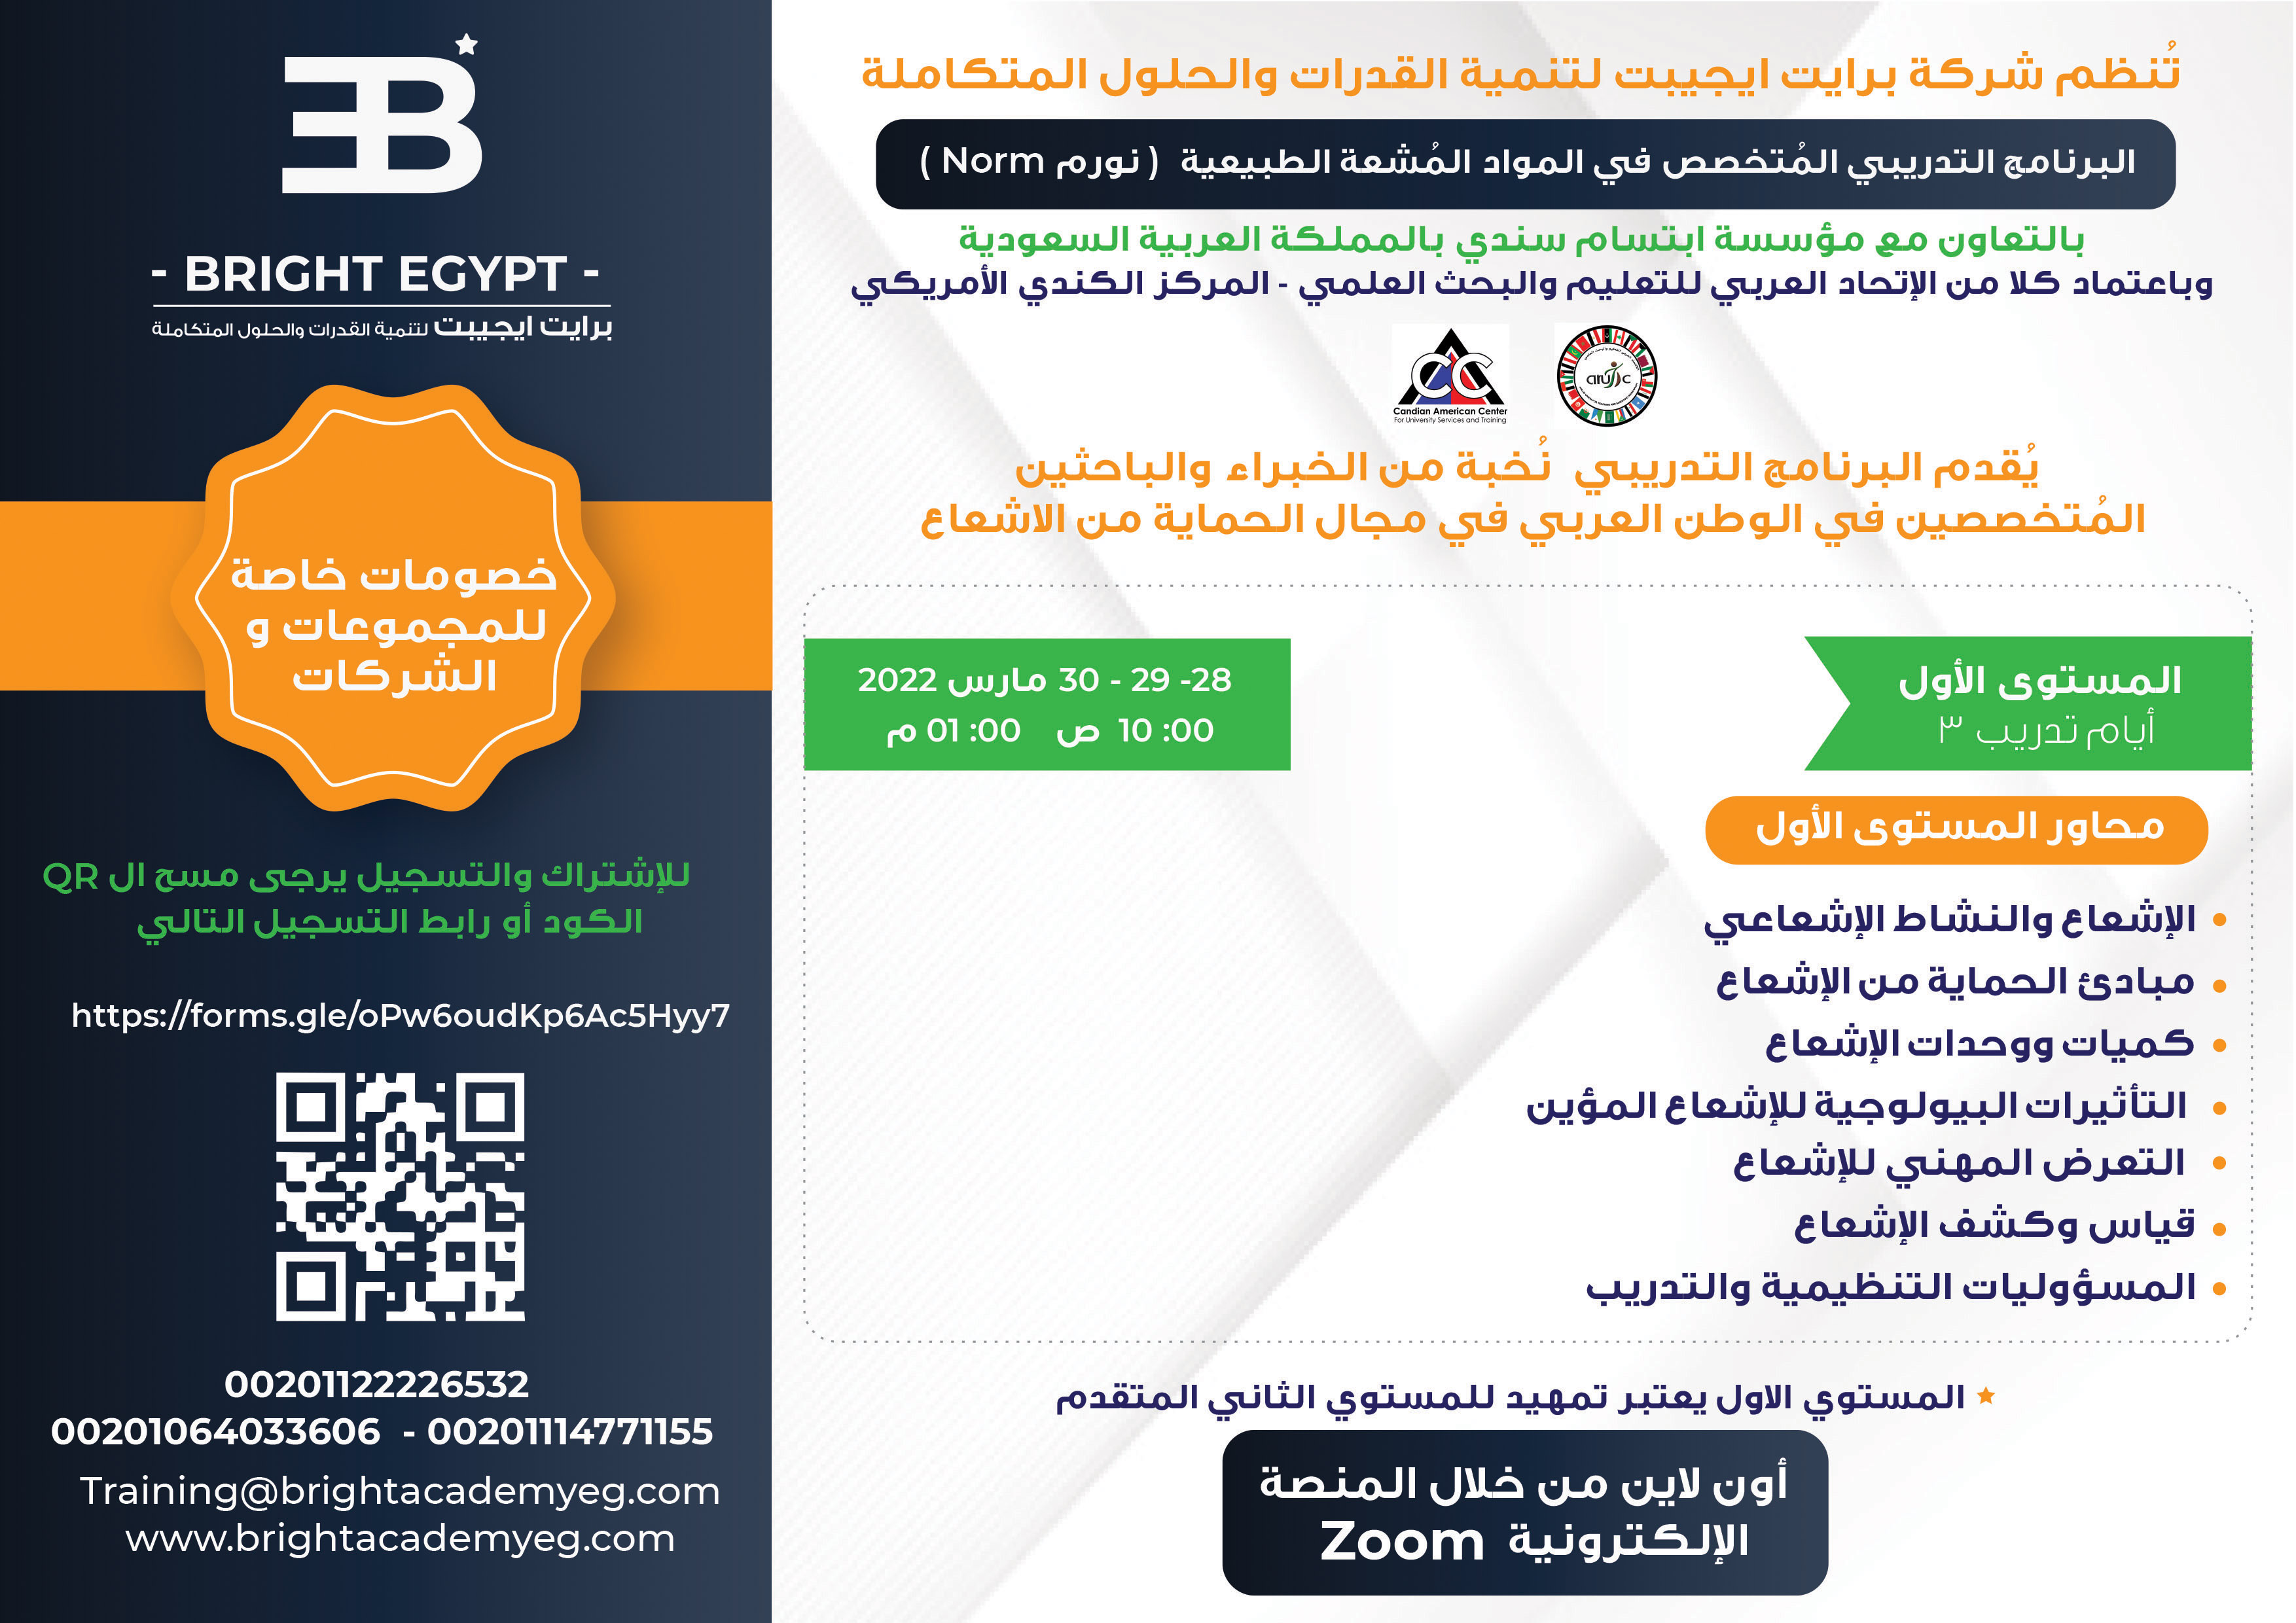 تُنظم شركة برايت ايجيبت لتنمية القدرات والحلول المتكاملة
البرنامج التدريبي المُتخصص في المواد المُشعة الطبيعية ( نورم Norm )
بالتعاون مع مؤسسة ابتسام سندي بالمملكة العربية السعودية
وباعتماد كلا من الإتحاد العربي للتعليم والبحث العلمي - المركز الكندي الأمريكي
Candian American Center
For University Services and Training
يُقدم البرنامج التدريبي نُخبة من الخبراء والباحثين
المُتخصصين في الوطن العربي في مجال الحماية من الاشعاع
المستوى الأول
أيام تدريب ٣
28- 29 - 30 مارس 2022
10 :00 ص 01 :00 م
محاور المستوى الأول
• الإشعاع والنشاط الإشعاعي
• مبادئ الحماية من الإشعاع
• كميات ووحدات الإشعاع
• التأثيرات البيولوجية للإشعاع المؤين
• التعرض المهني للإشعاع
• قياس وكشف الإشعاع
• المسؤوليات التنظيمية والتدريب
المستوي الاول يعتبر تمهيد للمستوي الثاني المتقدم
أون لاين من خلال المنصة
الإلكترونية Zoom
EB
- BRIGHT EGYPT -
برايت ايجيبت لتنمية القدرات والحلول المتكاملة
خصومات خاصة
للمجموعات و
الشركات
للإشتراك والتسجيل يرجى مسح ال QR
الكود أو رابط التسجيل التالي
https://forms.gle/oPw6oudKp6Ac5Hyy7
00201122226532
00201064033606 - 00201114771155
Training@brightacademyeg.com
www.brightacademyeg.com